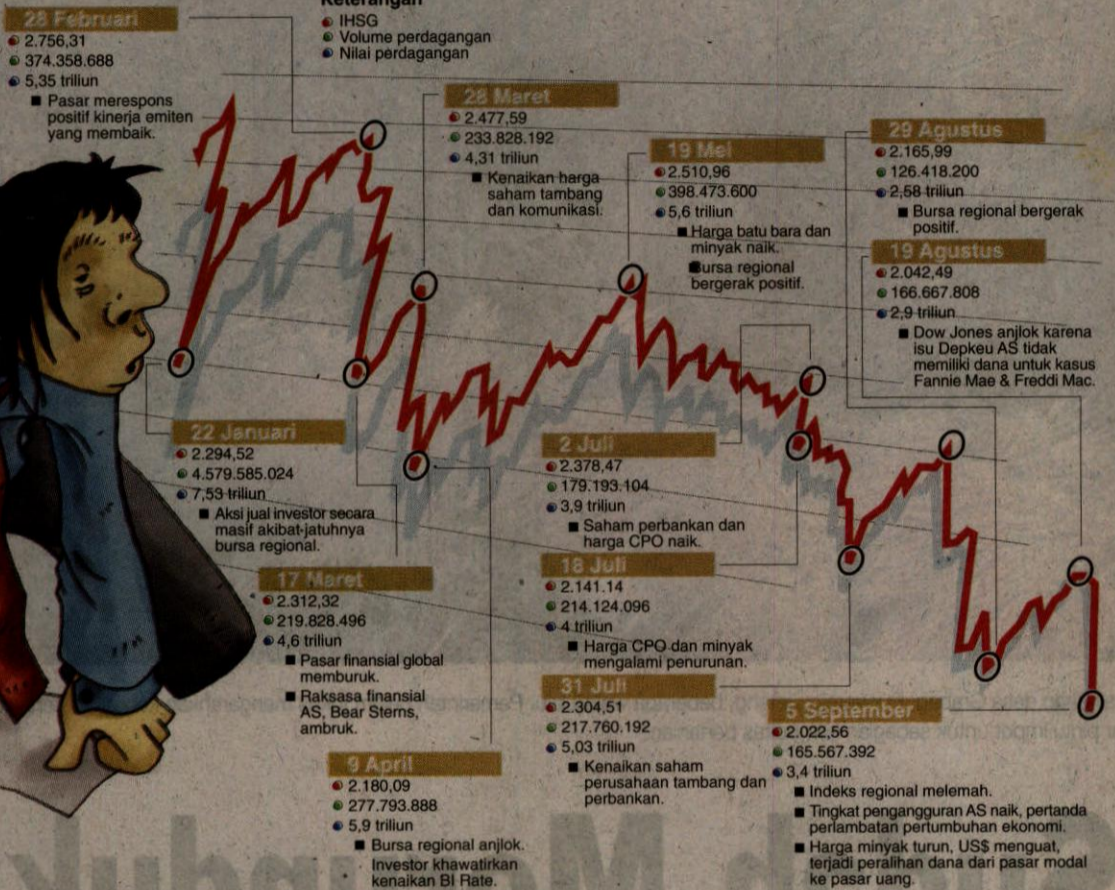 Keterangan
IHSG
Volume perdagangan
Nilai perdagangan
28 Februari
2.756,31
374.358.688
5,35 triliun
Pasar merespons
positif kinerja emiten
yang membaik.
28 Maret
2.477,59
233.828.192
4,31 triliun
Kenaikan harga
saham tambang
dan komunikasi.
19 Mei
2.510,96
398.473.600
5,6 triliun
Harga batu bara dan
minyak naik.
Bursa regional
bergerak positif.
29 Agustus
2.165,99
126.418.200
2,58 triliun
Bursa regional bergerak
positif.
19 Agustus
2.042,49
166.667.808
2,9 triliun
Dow Jones anjlok karena
isu Depkeu AS tidak
memiliki dana untuk kasus
Fannie Mae & Freddi Mac.
22 Januari
2.294,52
4.579.585.024
7,53 triliun
Aksi jual investor secara
masif akibat-jatuhnya
bursa regional.
17 Maret
2.312,32
219.828.496
4,6 triliun
Pasar finansial global
memburuk.
Raksasa finansial
AS, Bear Sterns,
ambruk.
9 April
2.180,09
277.793.888
5,9 triliun
Bursa regional anjlok.
Investor khawatirkan
kenaikan BI Rate.
2 Juli
2.378,47
179.193.104
3,9 triliun
Saham perbankan dan
harga CPO naik.
18 Juli
2.141.14
214.124.096
4 triliun
Harga CPO dan minyak
mengalami penurunan.
31 Juli
2.304,51
217.760.192
5,03 triliun
Kenaikan saham
perusahaan tambang dan
perbankan.
5 September
2.022,56
165.567.392
3,4 triliun
Indeks regional melemah.
Tingkat pengangguran AS naik, pertanda
perlambatan pertumbuhan ekonomi.
Harga minyak turun, US$ menguat,
terjadi peralihan dana dari pasar modal
ke pasar uang.